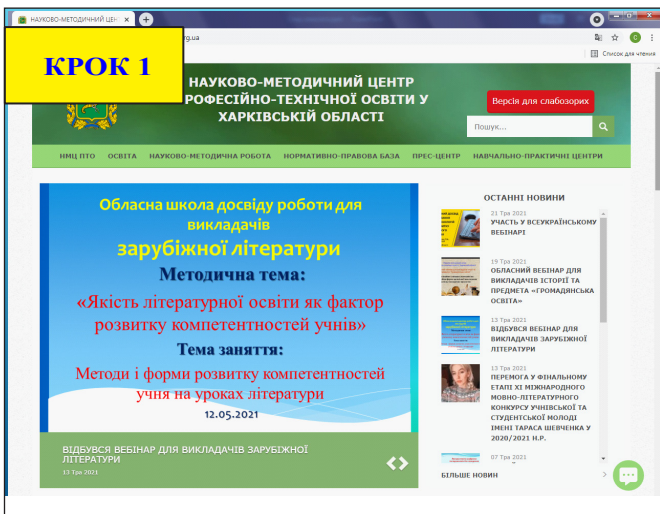 НАУКОВО-МЕТОДИЧНИЙ ЦЕН
rg.ua
Список для чтения
КРОК 1
НАУКОВО-МЕТОДИЧНИЙ ЦЕНТР
РОФЕСІЙНО-ТЕХНІЧНОЇ ОСВІТИ У
ХАРКІВСЬКІЙ ОБЛАСТІ
Версія для слабозорих
Пошук...
НМЦ ПТО ОСВІТА НАУКОВО-МЕТОДИЧНА РОБОТА НОРМАТИВНО-ПРАВОВА БАЗА ПРЕС-ЦЕНТР НАВЧАЛЬНО-ПРАКТИЧНІ ЦЕНТРИ
Обласна школа досвіду роботи для
викладачів
зарубіжної літератури
Методична тема:
«Якість літературної освіти як фактор
розвитку компетентностей учнів»
Тема заняття:
Методи і форми розвитку компетентностей
учня на уроках літератури
12.05.2021
ВІДБУВСЯ ВЕБІНАР ДЛЯ ВИКЛАДАЧІВ ЗАРУБІЖНОЇ
ЛІТЕРАТУРИ
13 Тра 2021
ОСТАННІ НОВИНИ
21 Тра 2021
УЧАСТЬ У ВСЕУКРАЇНСЬКОМУ
ВЕБІНАРІ
19 Тра 2021
ОБЛАСНИЙ ВЕБІНАР ДЛЯ
ВИКЛАДАЧІВ ІСТОРІЇ ТА
ПРЕДМЕТА «ГРОМАДЯНСЬКА
ОСВІТА»
13 Тра 2021
ВІДБУВСЯ ВЕБІНАР ДЛЯ
ВИКЛАДАЧІВ ЗАРУБІЖНОЇ
ЛІТЕРАТУРИ
13 Тра 2021
ПЕРЕМОГА У ФІНАЛЬНОМУ
ЕТАПІ ХІ МІЖНАРОДНОГО
МОВНО-ЛІТЕРАТУРНОГО
КОНКУРСУ УЧНІВСЬКОЇ ТА
СТУДЕНТСЬКОЇ МОЛОДІ
ІМЕНІ ТАРАСА ШЕВЧЕНКА У
2020/2021 Н.Р.
07 Тра 2021
БІЛЬШЕ НОВИН